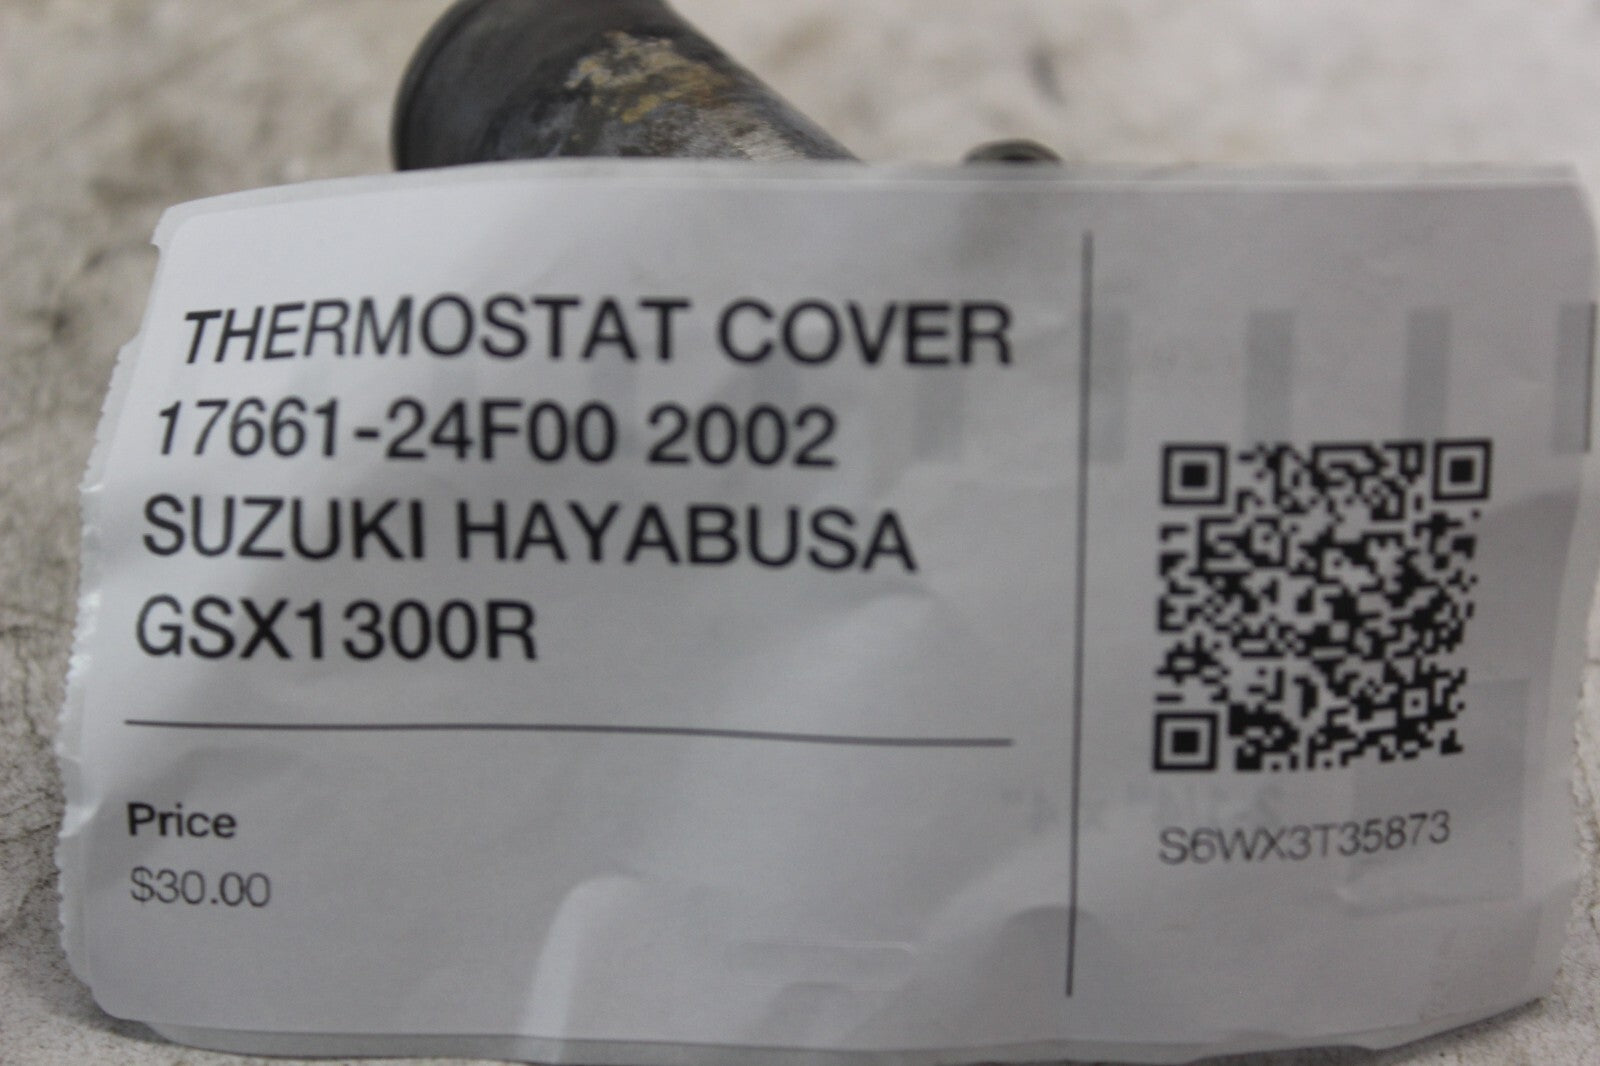 THERMOSTAT COVER
17661-24F00 2002
SUZUKI HAYABUSA
GSX1300R
Price
$30.00
S6WX3T35873